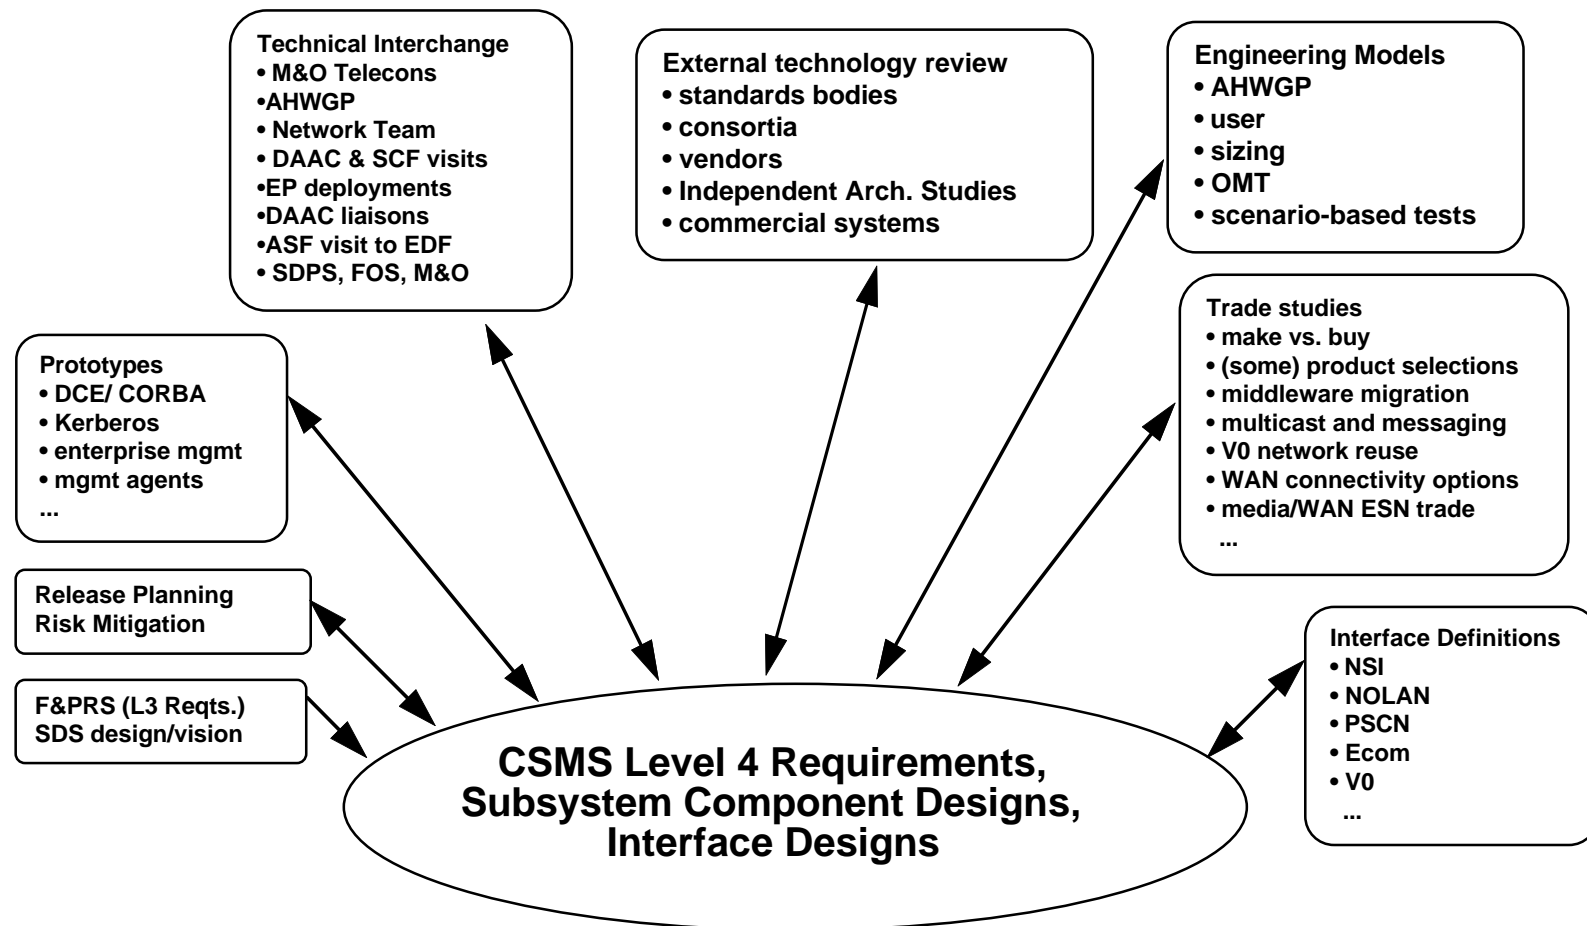 Technical Interchange
• M&O Telecons
•AHWGP
• Network Team
• DAAC & SCF visits
•EP deployments
•DAAC liaisons
•ASF visit to EDF
• SDPS, FOS, M&O
External technology review
• standards bodies
• consortia
• vendors
• Independent Arch. Studies
• commercial systems
Engineering Models
• AHWGP
• user
• sizing
• OMT
• scenario-based tests
Trade studies
• make vs. buy
• (some) product selections
• middleware migration
• multicast and messaging
• V0 network reuse
• WAN connectivity options
• media/WAN ESN trade
...
Prototypes
• DCE/ CORBA
• Kerberos
• enterprise mgmt
• mgmt agents
...
Release Planning
Risk Mitigation
F&PRS (L3 Reqts.)
SDS design/vision
Interface Definitions
• NSI
• NOLAN
• PSCN
• Ecom
• V0
...
CSMS Level 4 Requirements,
Subsystem Component Designs,
Interface Designs